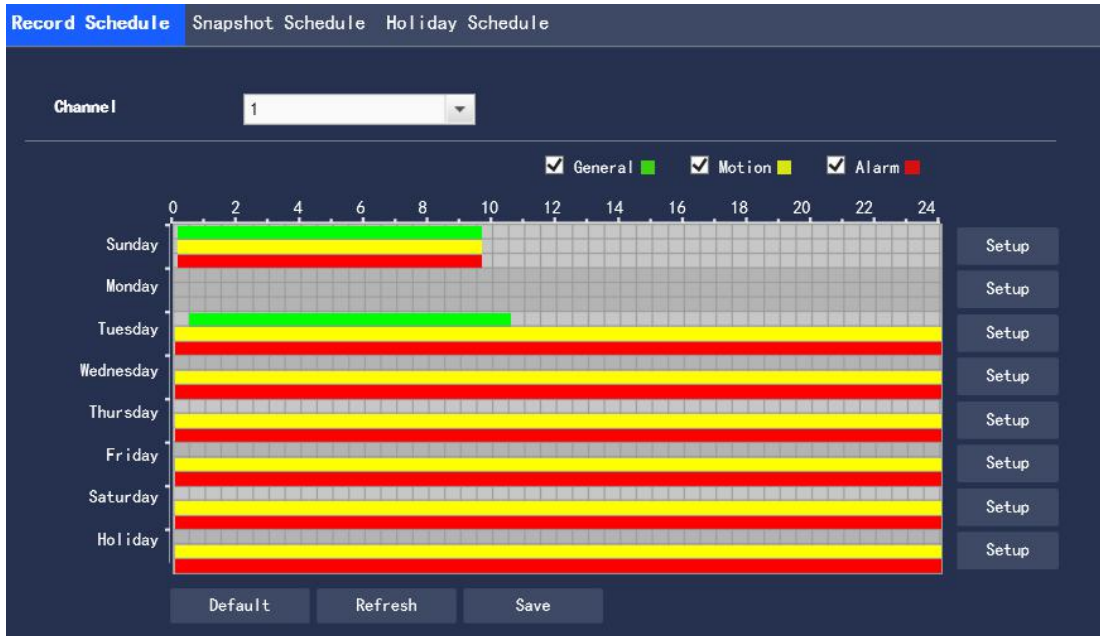 Record Schedule Snapshot Schedule Holiday Schedule
Channel 1
General Motion Alarm
0 2 4 6 8 10 12 14 16 18 20 22 24
Sunday Setup
Monday Setup
Tuesday Setup
Wednesday Setup
Thursday Setup
Friday Setup
Saturday Setup
Holiday Setup
Default Refresh Save